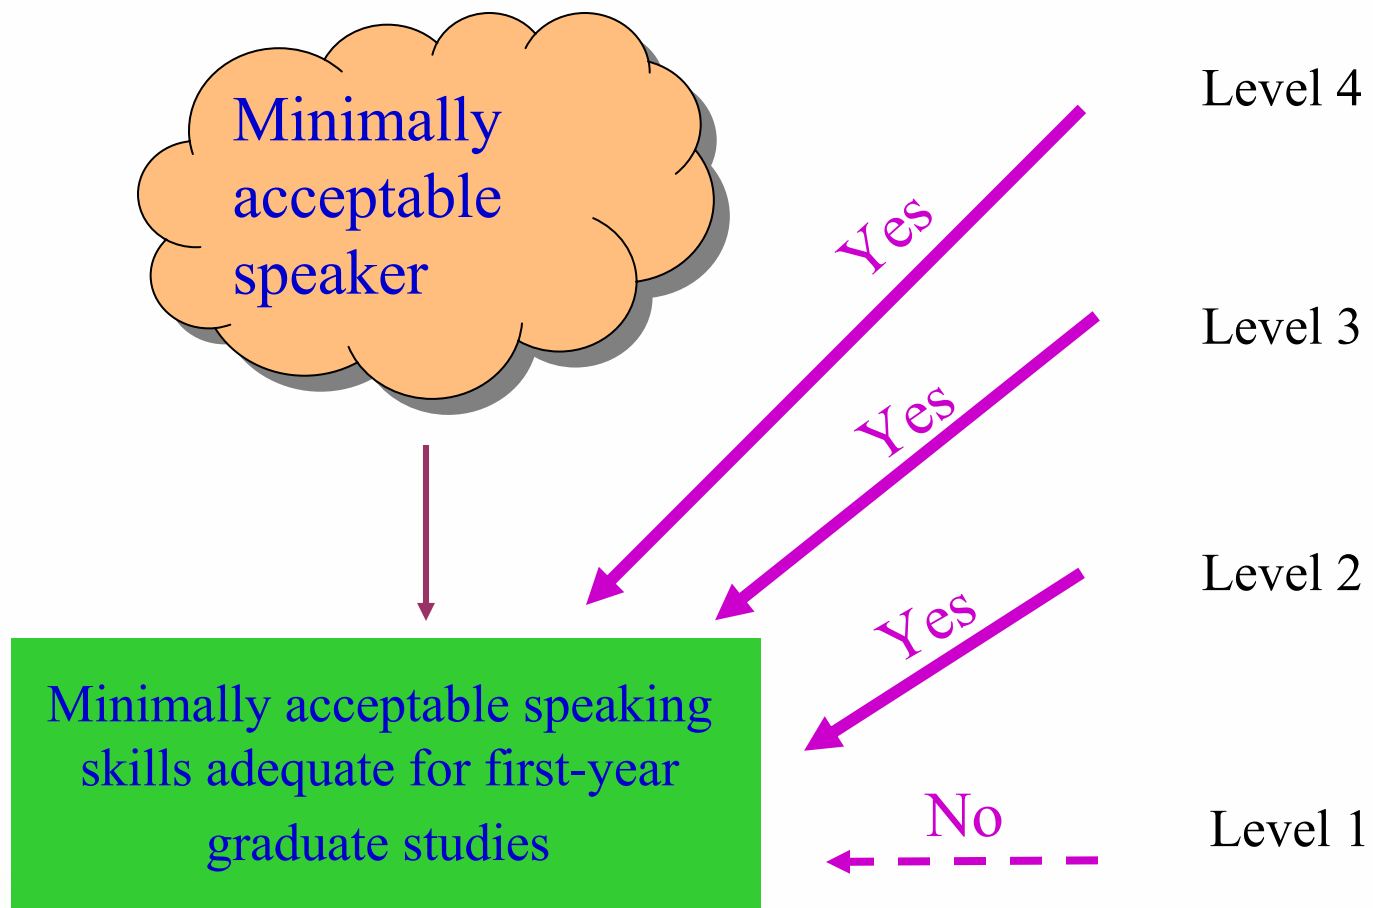 Minimally
acceptable
speaker
Level 4
Yes
Level 3
Yes
Level 2
Yes
Minimally acceptable speaking
skills adequate for first-year
graduate studies
No
Level 1